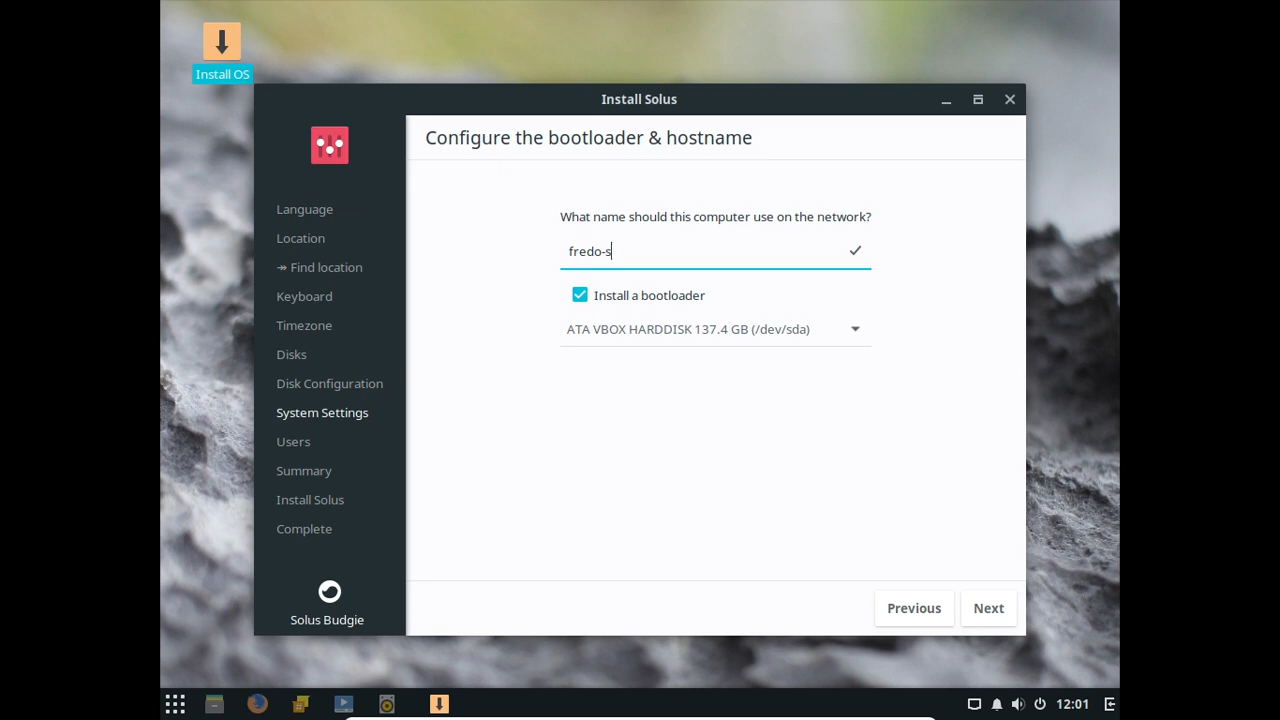 Install OS
Install Solus
Configure the bootloader & hostname
Language
Location
↠ Find location
Keyboard
Timezone
Disks
Disk Configuration
System Settings
Users
Summary
Install Solus
Complete
Solus Budgie
What name should this computer use on the network?
fredo-s
Install a bootloader
ATA VBOX HARDDISK 137.4 GB (/dev/sda)
Previous
Next
12:01